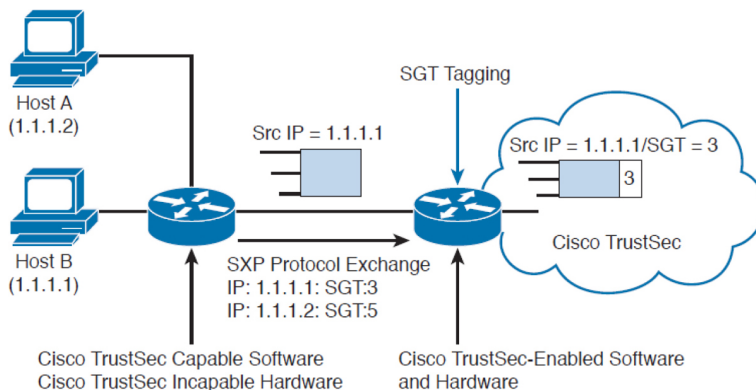 Host A
(1.1.1.2)
Host B
(1.1.1.1)
Src IP = 1.1.1.1
SXP Protocol Exchange
IP: 1.1.1.1: SGT:3
IP: 1.1.1.2: SGT:5
SGT Tagging
Src IP = 1.1.1.1/SGT = 3
3
Cisco TrustSec
Cisco TrustSec Capable Software
Cisco TrustSec Incapable Hardware
Cisco TrustSec-Enabled Software
and Hardware